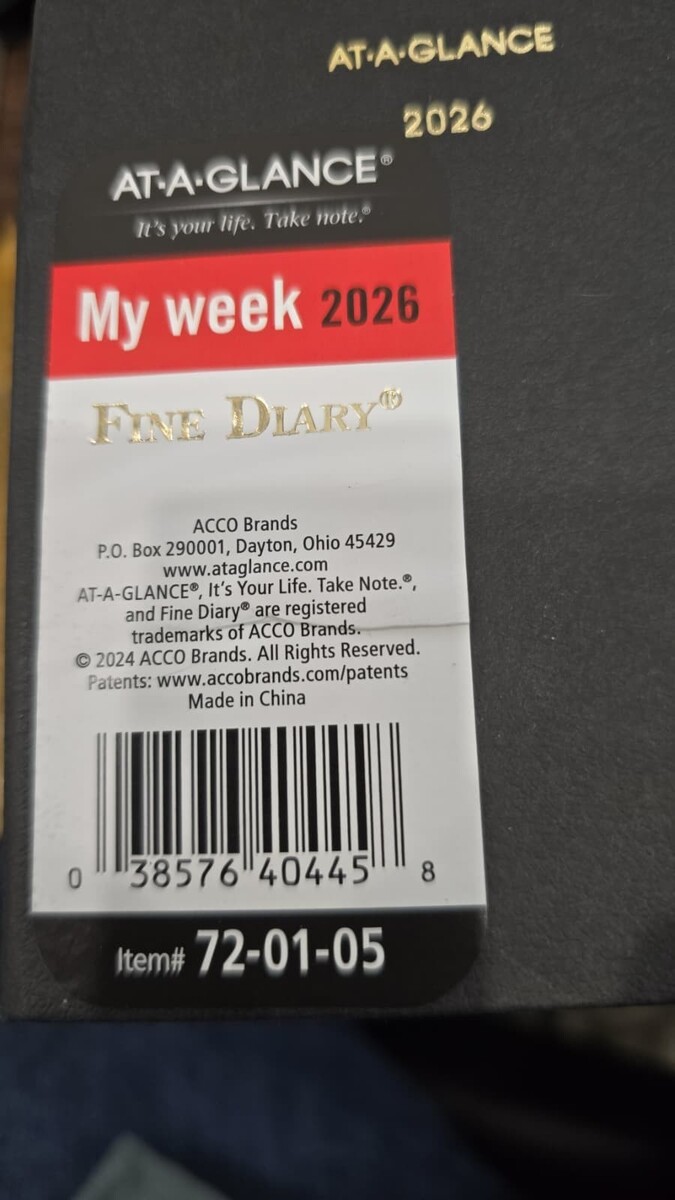 AT·A·GLANCE
2026
AT·A·GLANCE®
It's your life. Take note.®
My week 2026
FINE DIARY®
ACCO Brands
P.O. Box 290001, Dayton, Ohio 45429
www.ataglance.com
AT-A-GLANCE®, It's Your Life. Take Note.®,
and Fine Diary® are registered
trademarks of ACCO Brands.
© 2024 ACCO Brands. All Rights Reserved.
Patents: www.accobrands.com/patents
Made in China
0 38576 40445 8
Item# 72-01-05